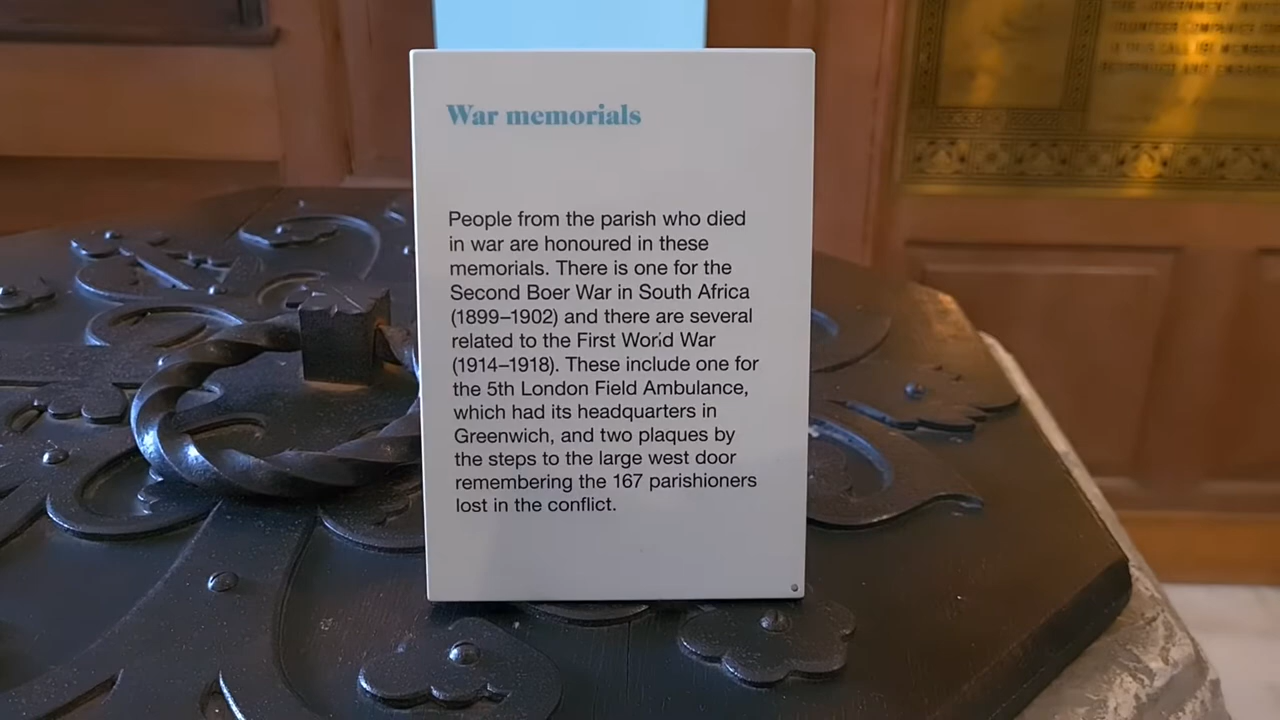 War memorials
People from the parish who died
in war are honoured in these
memorials. There is one for the
Second Boer War in South Africa
(1899–1902) and there are several
related to the First World War
(1914–1918). These include one for
the 5th London Field Ambulance,
which had its headquarters in
Greenwich, and two plaques by
the steps to the large west door
remembering the 167 parishioners
lost in the conflict.
THE GOVERNMENT
VOLUNTEER